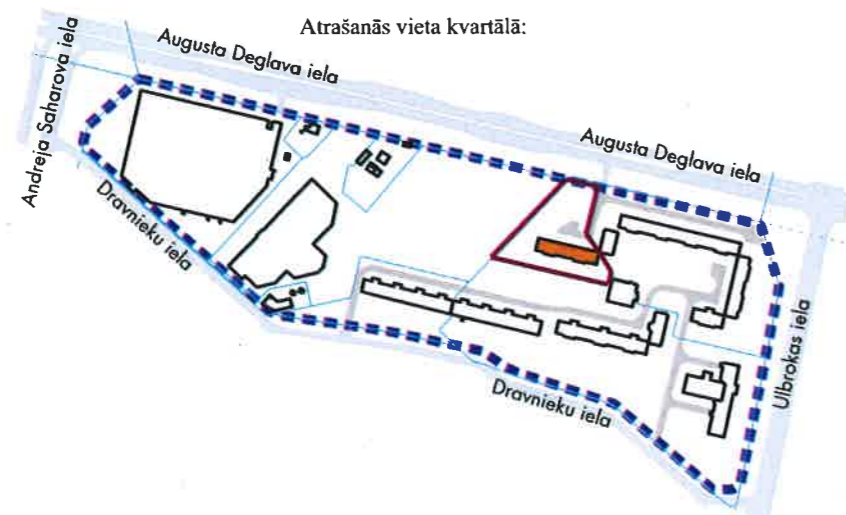 Atrašanās vieta kvartālā:
Augusta Deglava iela
Andreja Saharova iela
Augusta Deglava iela
Dravnieku iela
Ulbrokas iela
Dravnieku iela